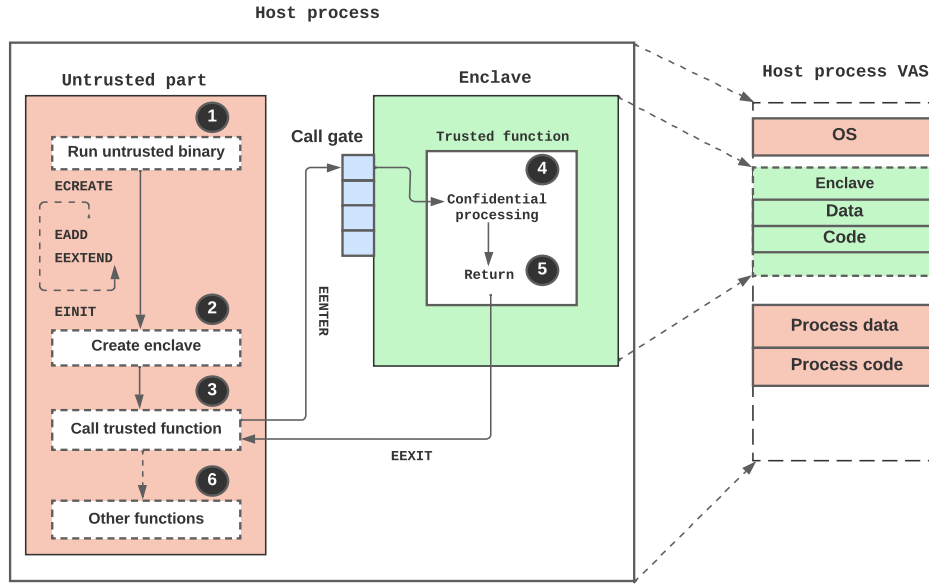 Host process
Untrusted part
1
Run untrusted binary
ECREATE
EADD
EEXTEND
EINIT
2
Create enclave
3
Call trusted function
6
Other functions
Call gate
EENTER
EEXIT
Enclave
Trusted function
4
Confidential
processing
Return
5
Host process VAS
OS
Enclave
Data
Code
Process data
Process code